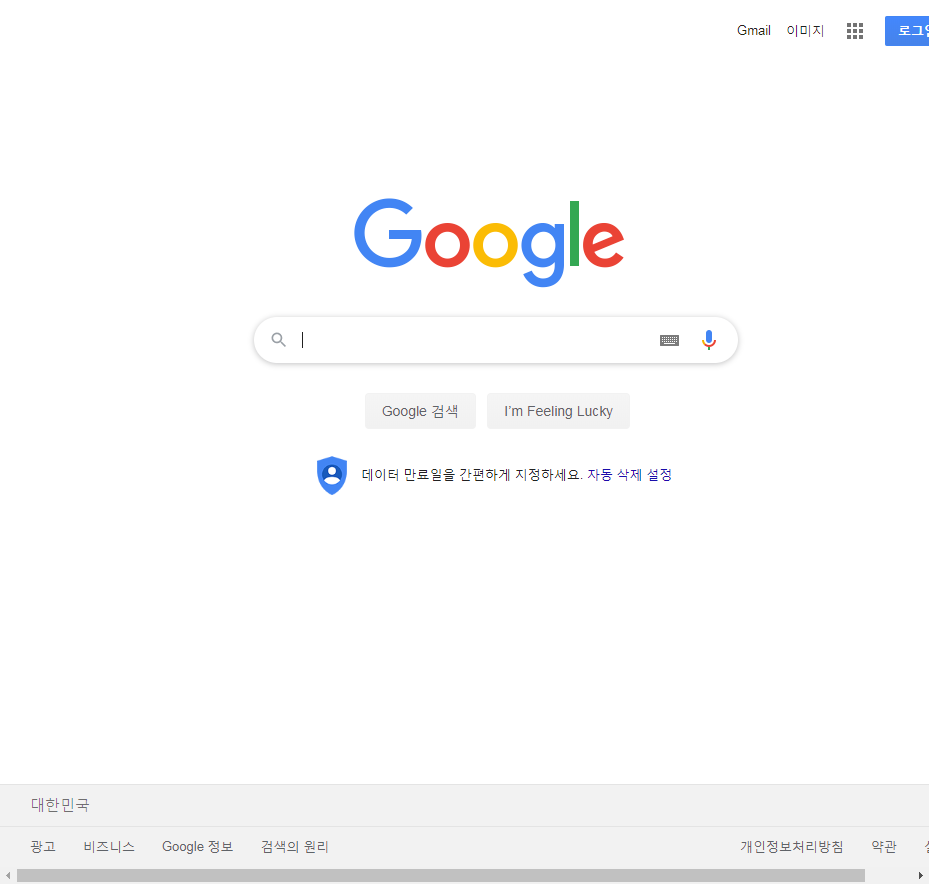 Gmail 이미지 로그인
Google
Google 검색 I'm Feeling Lucky
데이터 만료일을 간편하게 지정하세요. 자동 삭제 설정
대한민국
광고 비즈니스 Google 정보 검색의 원리 개인정보처리방침 약관